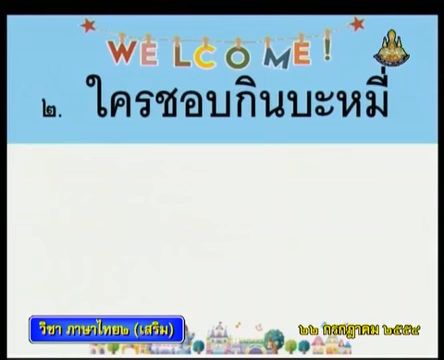 WELCOME!
๒. ใครชอบกินบะหมี่
วิชา ภาษาไทย๒ (เสริม)
๒๒ กรกฎาคม ๒๕๕๔